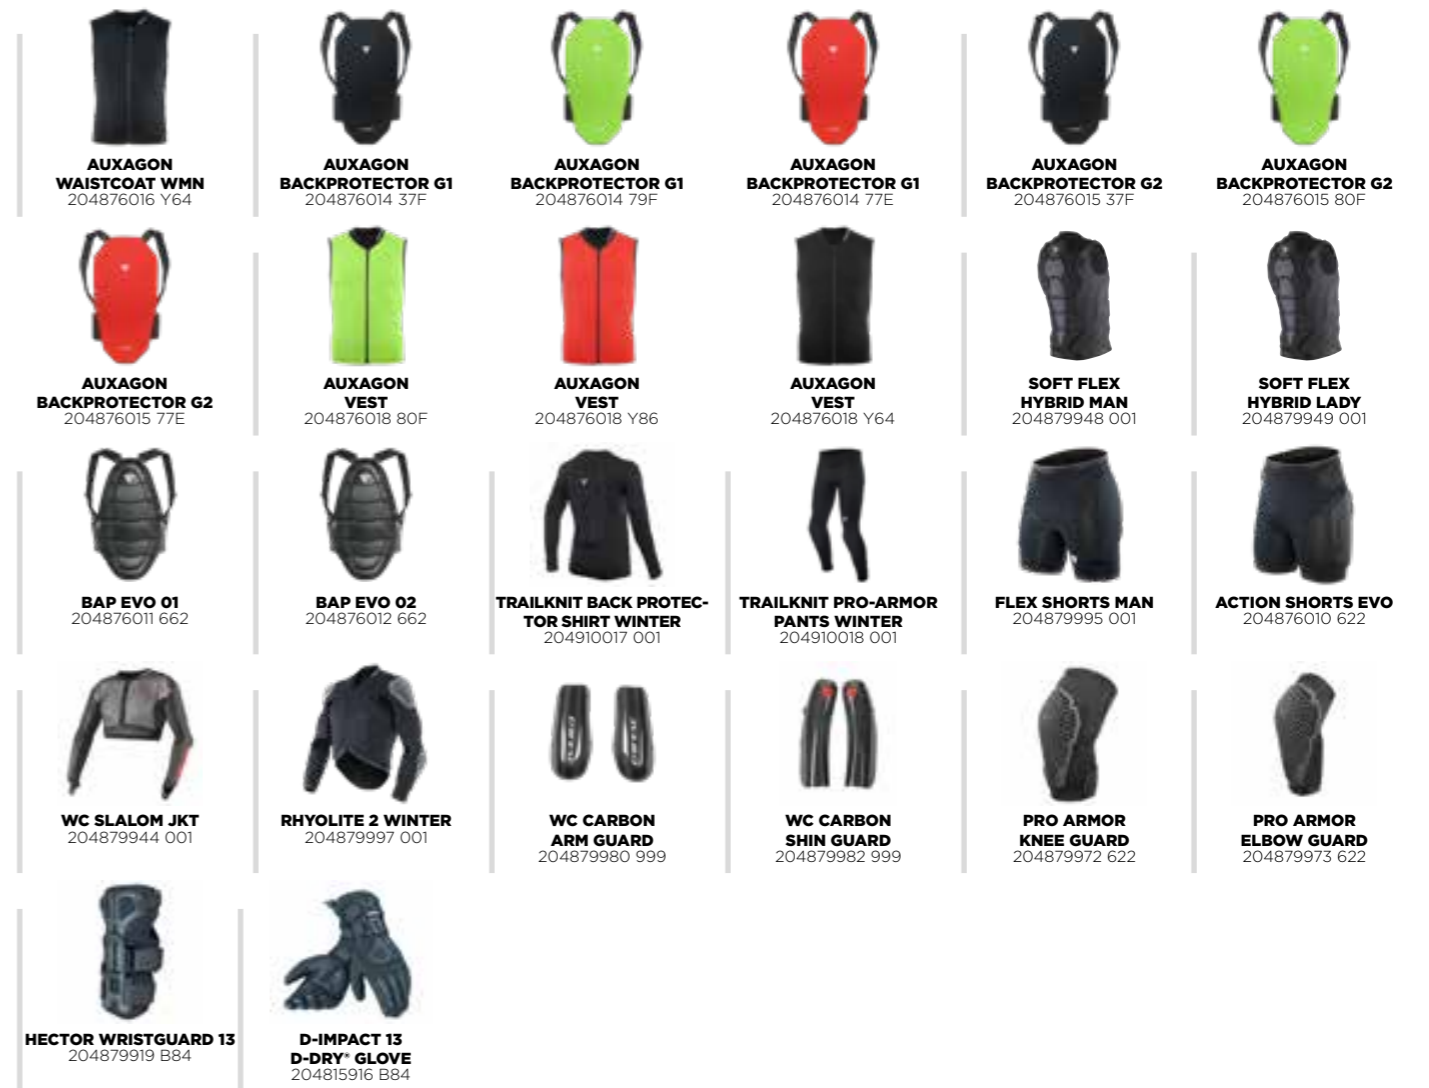 AUXAGON
WAISTCOAT WMN
204876016 Y64
AUXAGON
BACKPROTECTOR G1
204876014 37F
AUXAGON
BACKPROTECTOR G1
204876014 79F
AUXAGON
BACKPROTECTOR G1
204876014 77E
AUXAGON
BACKPROTECTOR G2
204876015 37F
AUXAGON
BACKPROTECTOR G2
204876015 80F
AUXAGON
BACKPROTECTOR G2
204876015 77E
AUXAGON
VEST
204876018 80F
AUXAGON
VEST
204876018 Y86
AUXAGON
VEST
204876018 Y64
SOFT FLEX
HYBRID MAN
204879948 001
SOFT FLEX
HYBRID LADY
204879949 001
BAP EVO 01
204876011 662
BAP EVO 02
204876012 662
TRAILKNIT BACK PROTEC-
TOR SHIRT WINTER
204910017 001
TRAILKNIT PRO-ARMOR
PANTS WINTER
204910018 001
FLEX SHORTS MAN
204879995 001
ACTION SHORTS EVO
204876010 622
WC SLALOM JKT
204879944 001
RHYOLITE 2 WINTER
204879997 001
WC CARBON
ARM GUARD
204879980 999
WC CARBON
SHIN GUARD
204879982 999
PRO ARMOR
KNEE GUARD
204879972 622
PRO ARMOR
ELBOW GUARD
204879973 622
HECTOR WRISTGUARD 13
204879919 B84
D-IMPACT 13
D-DRY® GLOVE
204815916 B84